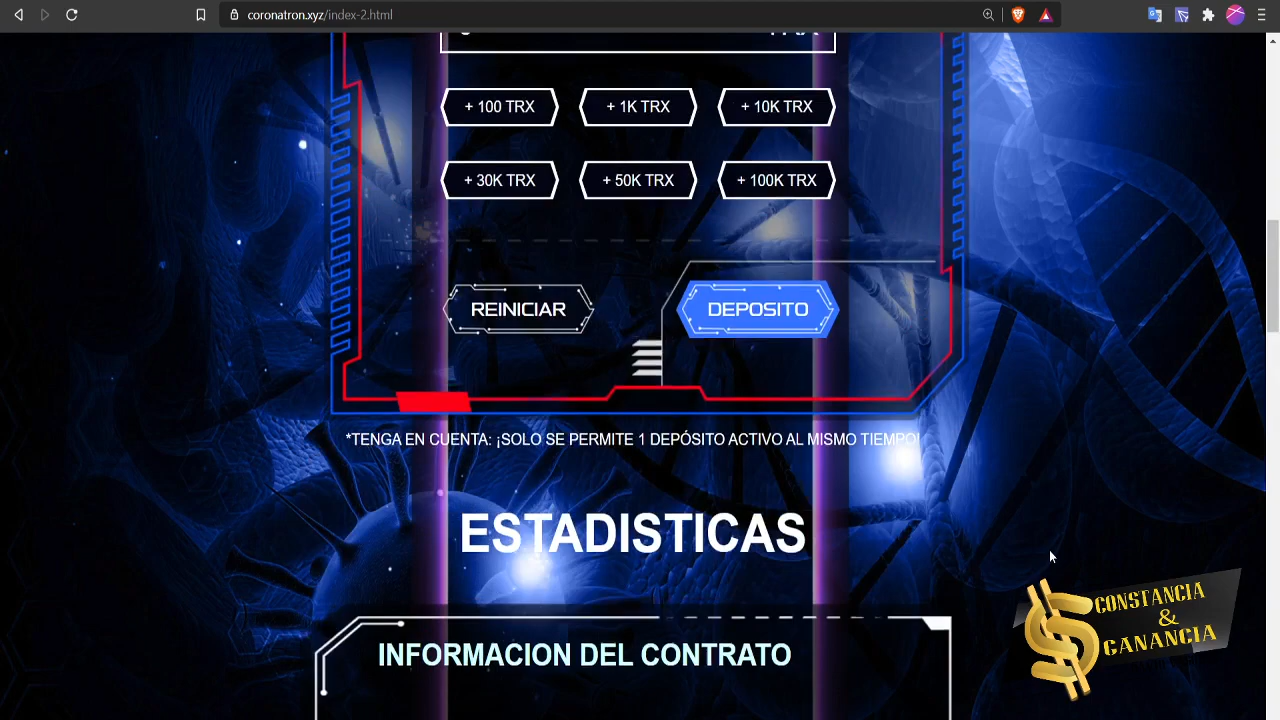 coronatron.xyz/index-2.html
+ 100 TRX
+ 1K TRX
+ 10K TRX
+ 30K TRX
+ 50K TRX
+ 100K TRX
REINICIAR
DEPOSITO
*TENGA EN CUENTA: ¡SOLO SE PERMITE 1 DEPÓSITO ACTIVO AL MISMO TIEMPO!
ESTADISTICAS
CONSTANCIA
&
GANANCIA
INFORMACION DEL CONTRATO